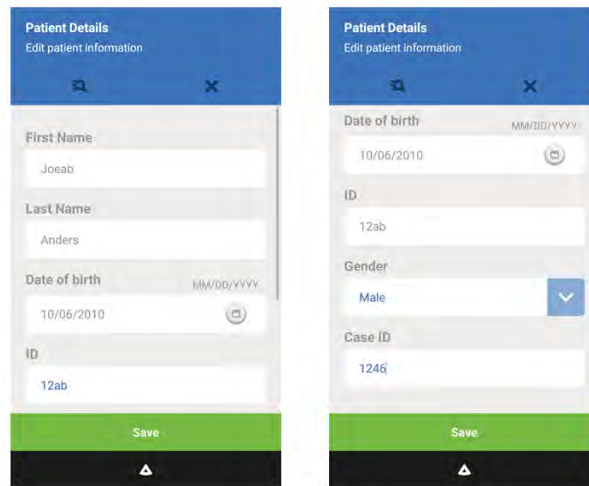 Patient Details
Edit patient information
First Name
Joeab
Last Name
Anders
Date of birth MM/DD/YYYY
10/06/2010
ID
12ab
Save
Patient Details
Edit patient information
Date of birth MM/DD/YYYY
10/06/2010
ID
12ab
Gender
Male
Case ID
1246
Save